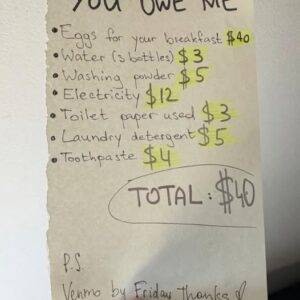 YOU OWE ME
• Eggs for your breakfast $40
• Water (3 bottles) $3
• Washing powder $5
• Electricity $12
• Toilet paper used $3
• Laundry detergent $5
• Toothpaste $4
TOTAL: $40
P.S.
Venmo by Friday Thanks